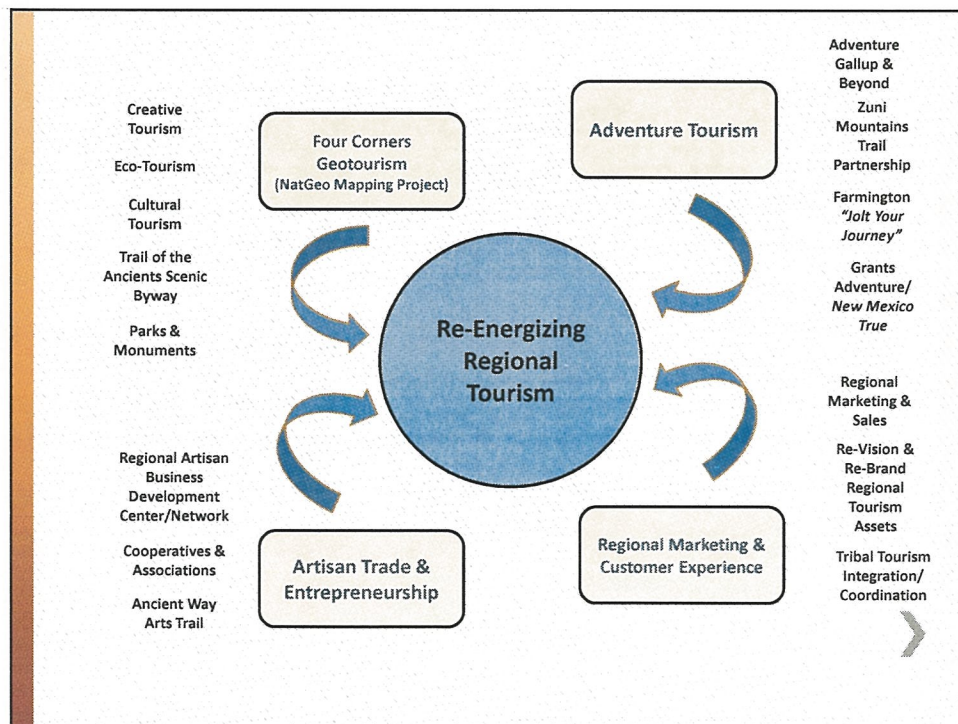 Creative
Tourism
Eco-Tourism
Cultural
Tourism
Trail of the
Ancients Scenic
Byway
Parks &
Monuments
Four Corners
Geotourism
(NatGeo Mapping Project)
Adventure Tourism
Adventure
Gallup &
Beyond
Zuni
Mountains
Trail
Partnership
Farmington
"Jolt Your
Journey"
Grants
Adventure/
New Mexico
True
Re-Energizing
Regional
Tourism
Regional Artisan
Business
Development
Center/Network
Cooperatives &
Associations
Ancient Way
Arts Trail
Artisan Trade &
Entrepreneurship
Regional Marketing &
Customer Experience
Regional
Marketing &
Sales
Re-Vision &
Re-Brand
Regional
Tourism
Assets
Tribal Tourism
Integration/
Coordination